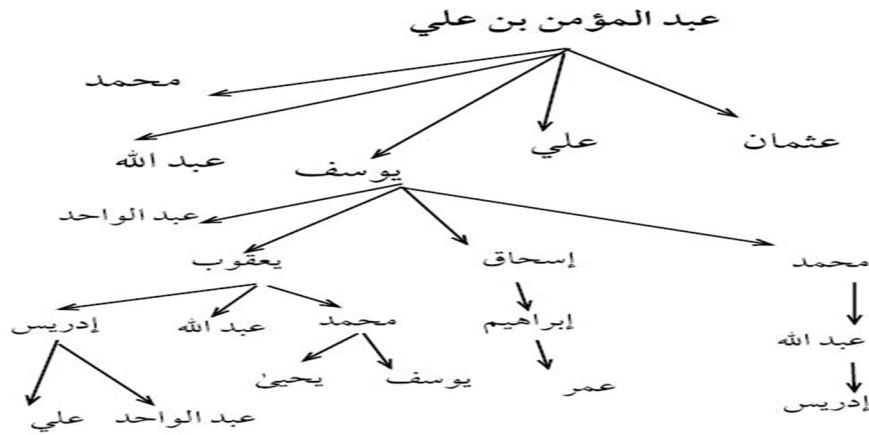 عبد المؤمن بن علي
محمد
عثمان
علي
عبد الله
يوسف
عبد الواحد
محمد
إسحاق
يعقوب
عبد الله
إبراهيم
محمد
عبد الله
إدريس
إدريس
عمر
يوسف
يحيىٰ
عبد الواحد
علي